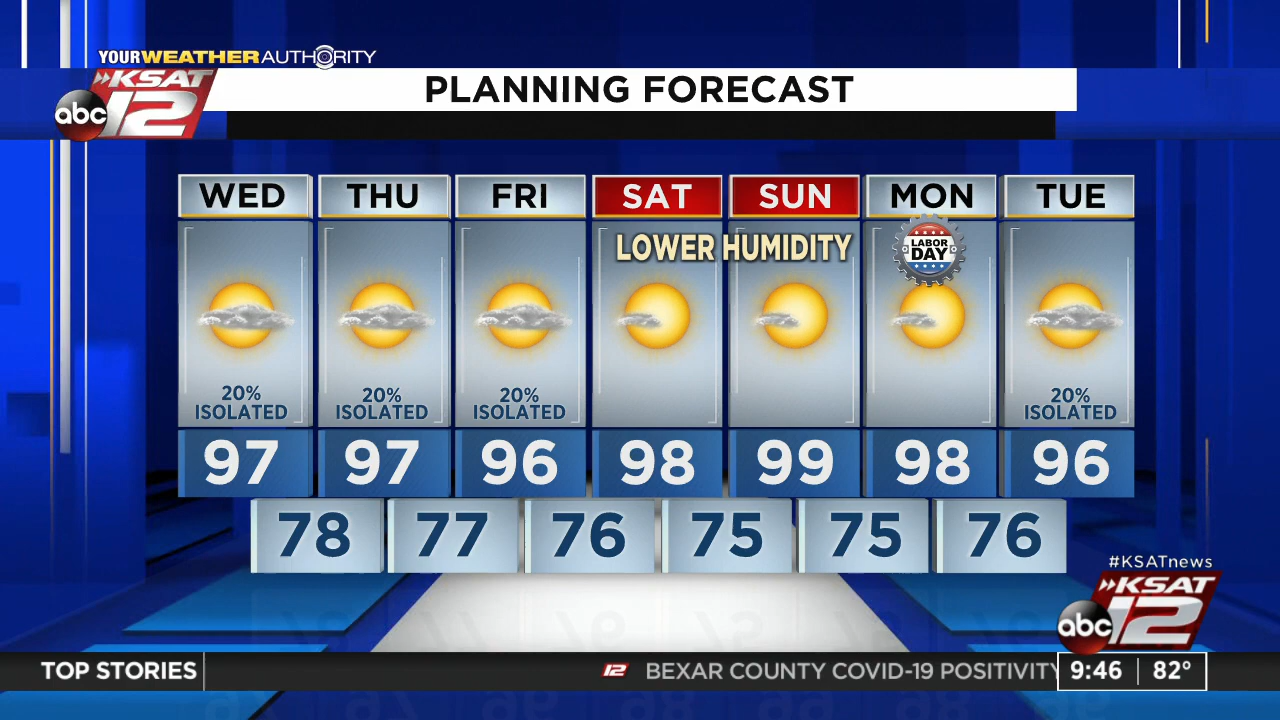 YOURWEATHERAUTHORITY
KSAT
abc 12
PLANNING FORECAST
WED THU FRI SAT SUN MON TUE
LOWER HUMIDITY
LABOR
DAY
20% 20% 20% 20%
ISOLATED ISOLATED ISOLATED ISOLATED
97 97 96 98 99 98 96
78 77 76 75 75 76
#KSATnews
KSAT
abc 12
TOP STORIES 12 BEXAR COUNTY COVID-19 POSITIVITY 9:46 82°